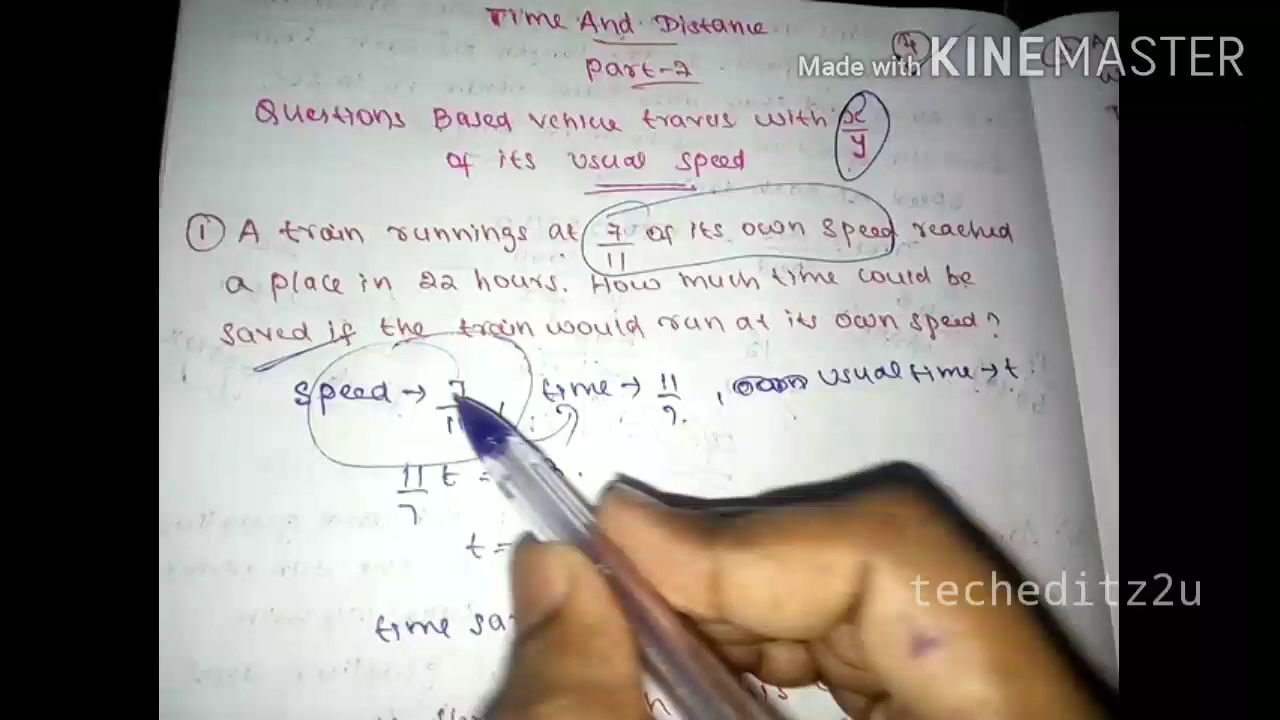 Time And Distance
Part-2
Made with KINEMASTER
Questions Based vehicle travels with x/y
of its usual speed
① A train runnings at 7/11 of its own speed reached
a place in 22 hours. How much time could be
saved if the train would run at its own speed?
speed → 7/11 time → 11/7, usual time → t
11/7 t =
t =
techeditz2u
time